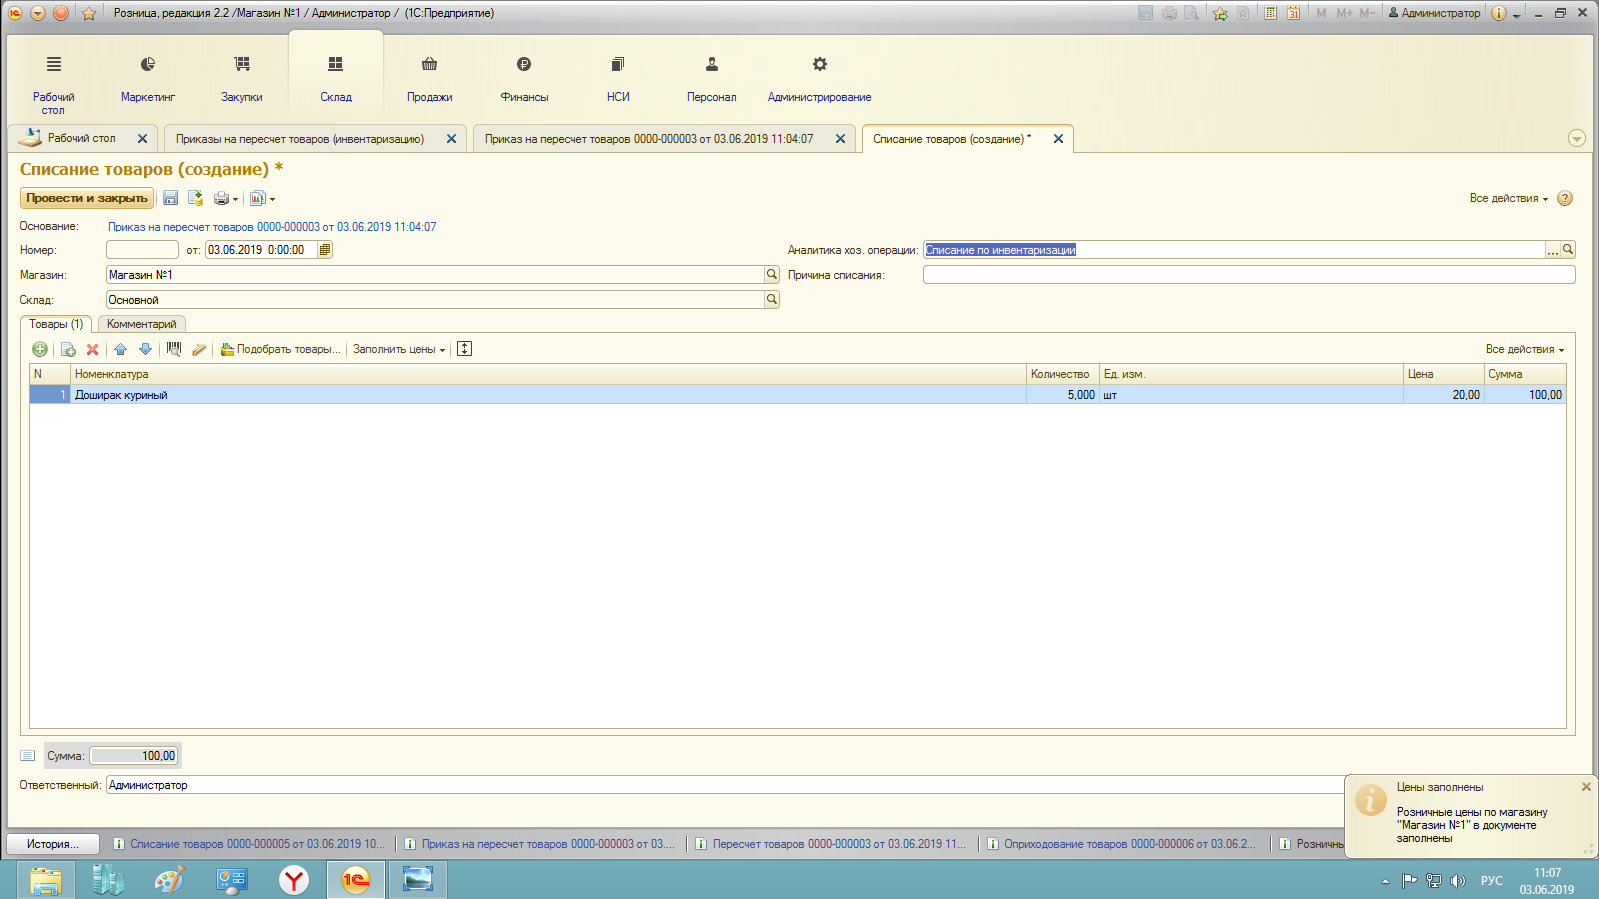 Розница, редакция 2.2 /Магазин №1 / Администратор / (1С:Предприятие)
31 M M+ M- Администратор
Рабочий стол
Маркетинг
Закупки
Склад
Продажи
Финансы
НСИ
Персонал
Администрирование
Рабочий стол
Приказы на пересчет товаров (инвентаризацию)
Приказ на пересчет товаров 0000-000003 от 03.06.2019 11:04:07
Списание товаров (создание) *
Списание товаров (создание) *
Провести и закрыть
Все действия
?
Основание: Приказ на пересчет товаров 0000-000003 от 03.06.2019 11:04:07
Номер: от: 03.06.2019 0:00:00
Аналитика хоз. операции: Списание по инвентаризации ...
Магазин: Магазин №1
Причина списания:
Склад: Основной
Товары (1) Комментарий
Подобрать товары... Заполнить цены
Все действия
N Номенклатура Количество Ед. изм. Цена Сумма
1 Доширак куриный 5,000 шт 20,00 100,00
Сумма: 100,00
Ответственный: Администратор
Цены заполнены
Розничные цены по магазину
"Магазин №1" в документе
заполнены
История...
Списание товаров 0000-000005 от 03.06.2019 10...
Приказ на пересчет товаров 0000-000003 от 03....
Пересчет товаров 0000-000003 от 03.06.2019 11...
Оприходование товаров 0000-000006 от 03.06.2...
Розничны
1С
РУС
11:07
03.06.2019